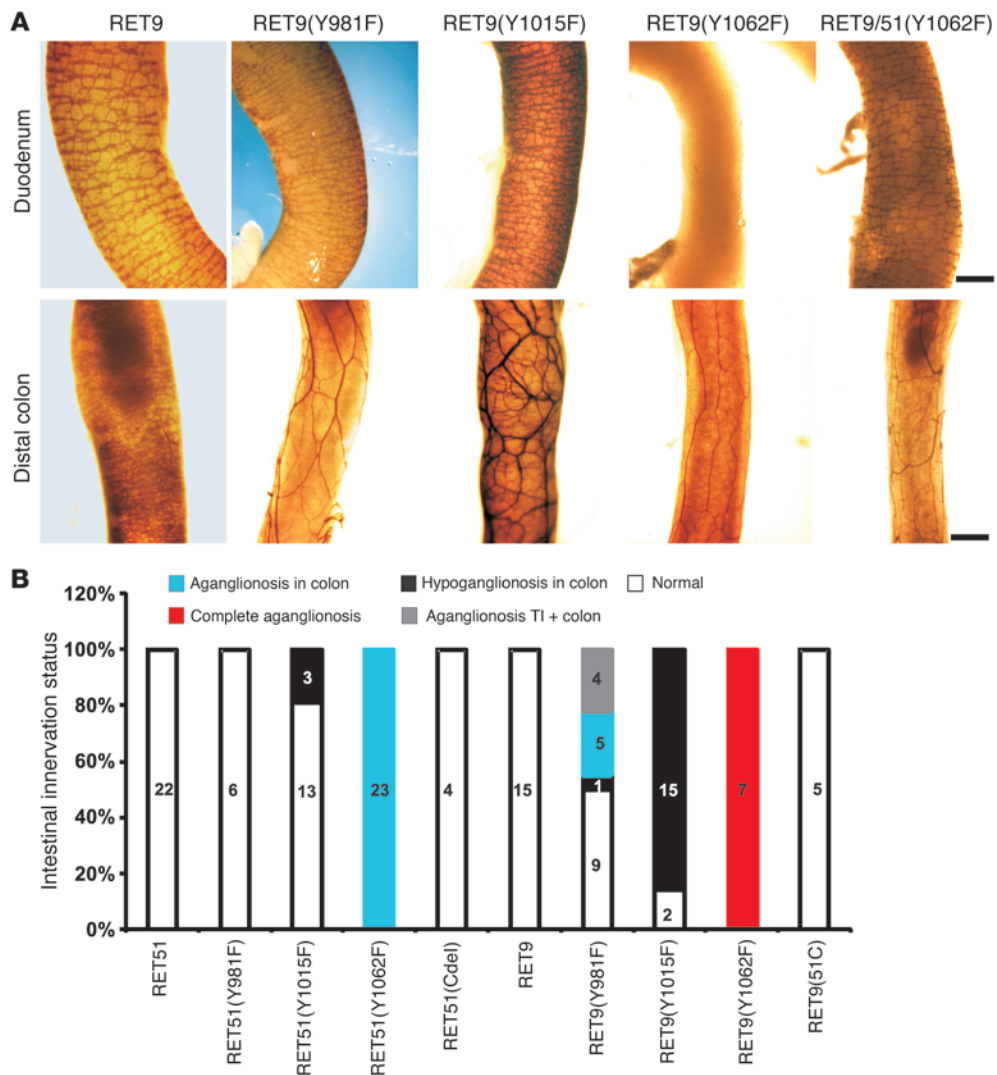 A
RET9 RET9(Y981F) RET9(Y1015F) RET9(Y1062F) RET9/51(Y1062F)
Duodenum
Distal colon
B
Aganglionosis in colon Hypoganglionosis in colon Normal
Complete aganglionosis Aganglionosis TI + colon
Intestinal innervation status
120%
100%
80%
60%
40%
20%
0%
22 6 3 13 23 4 15 4 5 1 9 15 2 7 5
RET51
RET51(Y981F)
RET51(Y1015F)
RET51(Y1062F)
RET51(Cdel)
RET9
RET9(Y981F)
RET9(Y1015F)
RET9(Y1062F)
RET9(51C)